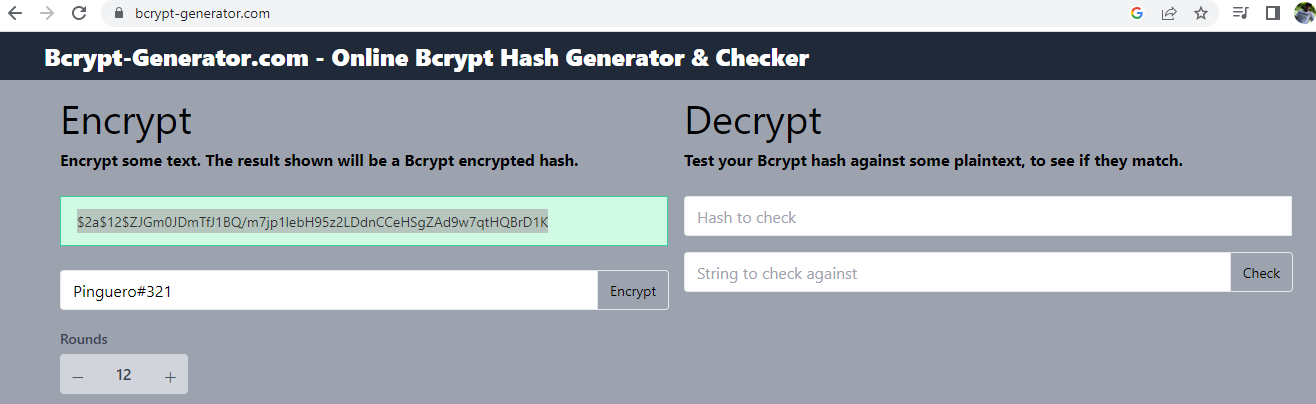 bcrypt-generator.com
Bcrypt-Generator.com - Online Bcrypt Hash Generator & Checker
Encrypt
Encrypt some text. The result shown will be a Bcrypt encrypted hash.
$2a$12$ZJGm0JDmTfJ1BQ/m7jp1IebH95z2LDdnCCeHSgZAd9w7qtHQBrD1K
Pinguero#321
Encrypt
Rounds
– 12 +
Decrypt
Test your Bcrypt hash against some plaintext, to see if they match.
Hash to check
String to check against
Check